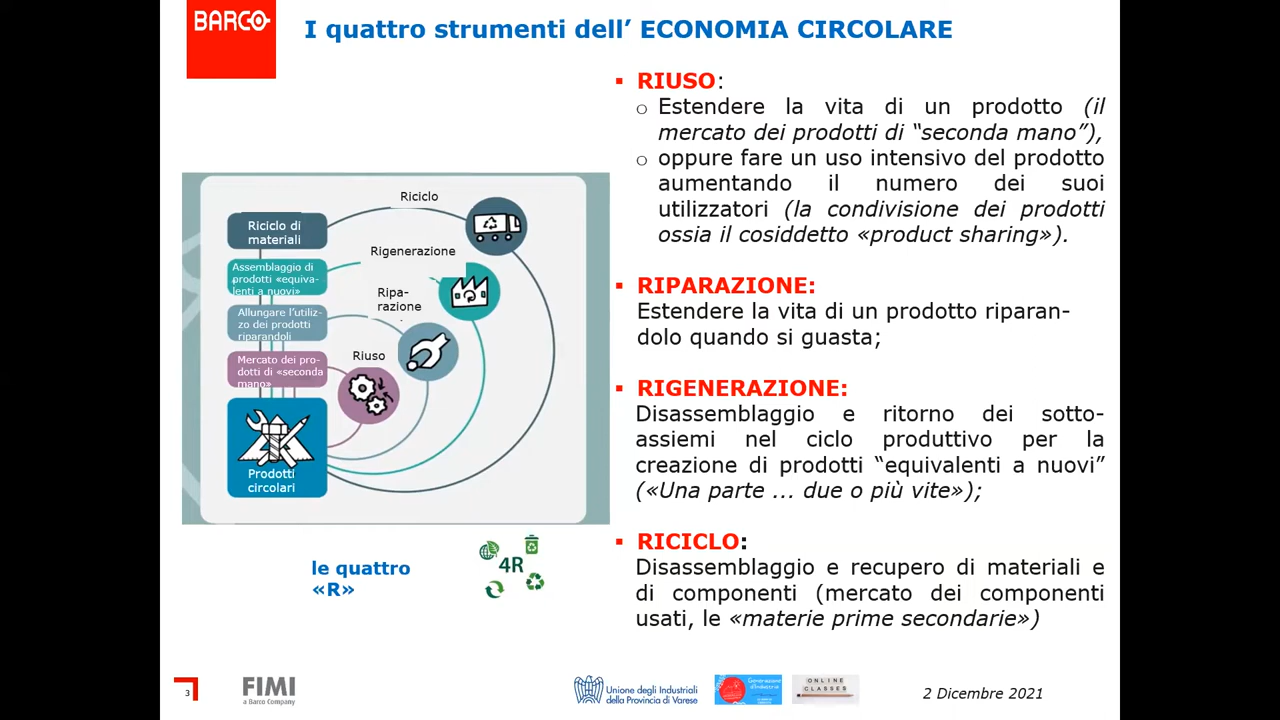 BARCO
I quattro strumenti dell’ ECONOMIA CIRCOLARE
RIUSO:
Estendere la vita di un prodotto (il
mercato dei prodotti di “seconda mano”),
oppure fare un uso intensivo del prodotto
aumentando il numero dei suoi
utilizzatori (la condivisione dei prodotti
ossia il cosiddetto «product sharing»).
RIPARAZIONE:
Estendere la vita di un prodotto riparan-
dolo quando si guasta;
RIGENERAZIONE:
Disassemblaggio e ritorno dei sotto-
assiemi nel ciclo produttivo per la
creazione di prodotti “equivalenti a nuovi”
(«Una parte ... due o più vite»);
RICICLO:
Disassemblaggio e recupero di materiali e
di componenti (mercato dei componenti
usati, le «materie prime secondarie»)
Riciclo
Riciclo di
materiali
Rigenerazione
Assemblaggio di
prodotti «equiva-
lenti a nuovi»
Ripa-
razione
Allungare l’utiliz-
zo dei prodotti
riparandoli
Riuso
Mercato dei pro-
dotti di «seconda
mano»
Prodotti
circolari
le quattro
«R»
4R
3
FIMI
a Barco Company
Unione degli Industriali
della Provincia di Varese
ONLINE
CLASSES
2 Dicembre 2021